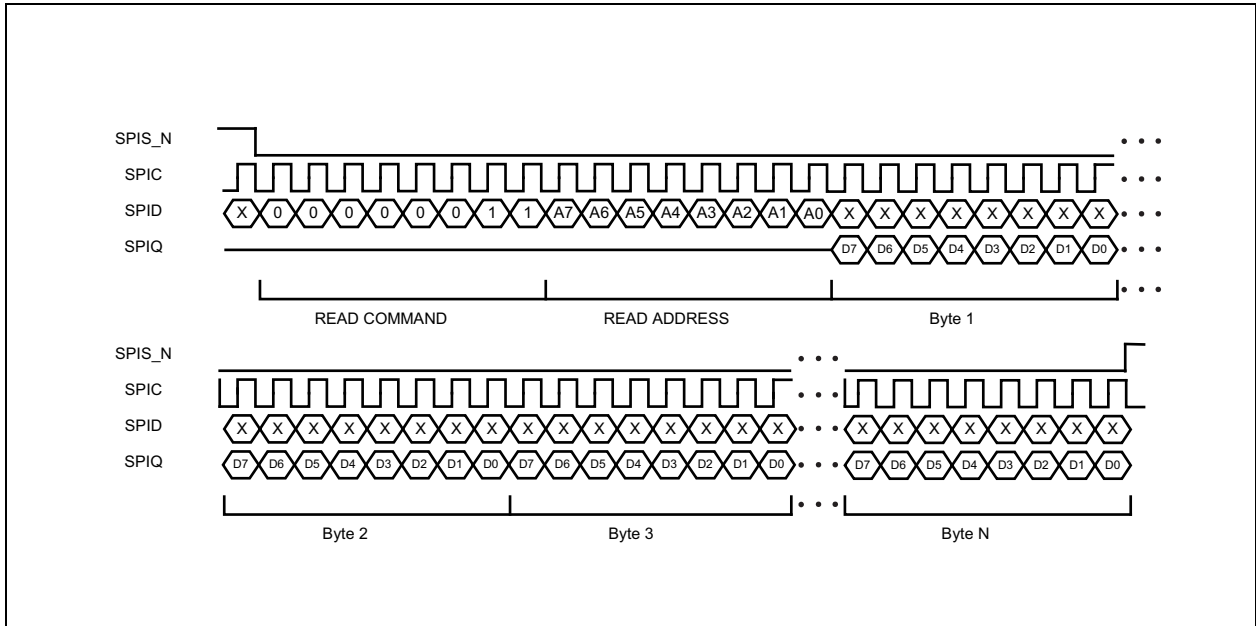 SPIS_N • • •
SPIC • • •
SPID X 0 0 0 0 0 0 1 1 A7 A6 A5 A4 A3 A2 A1 A0 X X X X X X X X • • •
SPIQ D7 D6 D5 D4 D3 D2 D1 D0 • • •
• • •
READ COMMAND READ ADDRESS Byte 1
SPIS_N • • •
SPIC • • •
SPID X X X X X X X X X X X X X X X X • • • X X X X X X X X
SPIQ D7 D6 D5 D4 D3 D2 D1 D0 D7 D6 D5 D4 D3 D2 D1 D0 • • • D7 D6 D5 D4 D3 D2 D1 D0
• • •
Byte 2 Byte 3 Byte N